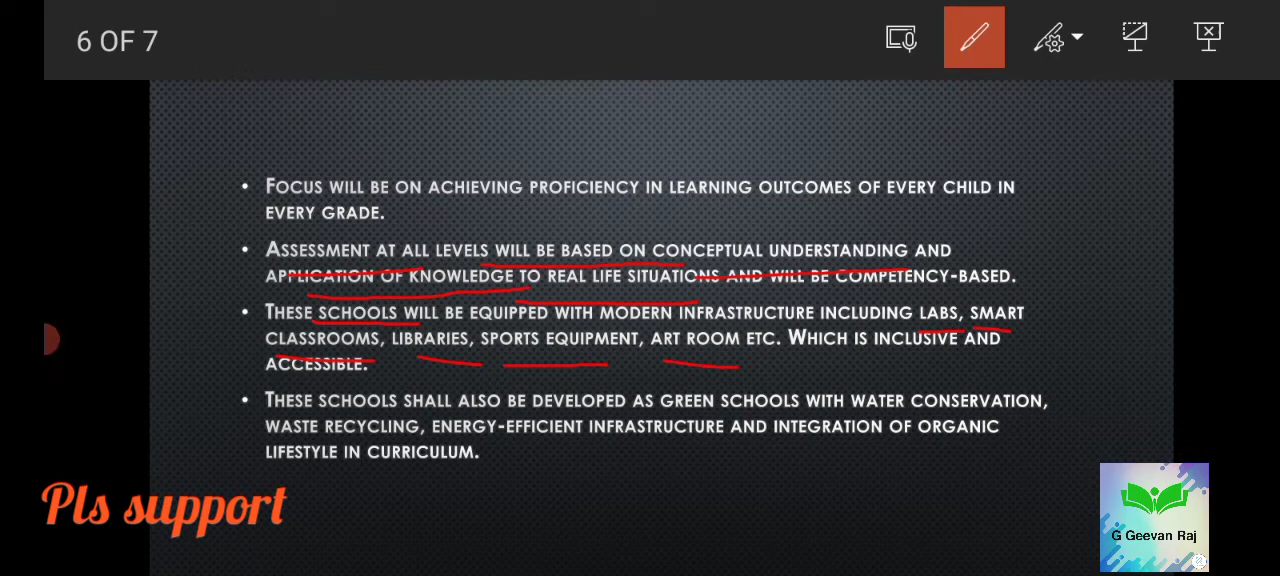 6 OF 7
• FOCUS WILL BE ON ACHIEVING PROFICIENCY IN LEARNING OUTCOMES OF EVERY CHILD IN
EVERY GRADE.
• ASSESSMENT AT ALL LEVELS WILL BE BASED ON CONCEPTUAL UNDERSTANDING AND
APPLICATION OF KNOWLEDGE TO REAL LIFE SITUATIONS AND WILL BE COMPETENCY-BASED.
• THESE SCHOOLS WILL BE EQUIPPED WITH MODERN INFRASTRUCTURE INCLUDING LABS, SMART
CLASSROOMS, LIBRARIES, SPORTS EQUIPMENT, ART ROOM ETC. WHICH IS INCLUSIVE AND
ACCESSIBLE.
• THESE SCHOOLS SHALL ALSO BE DEVELOPED AS GREEN SCHOOLS WITH WATER CONSERVATION,
WASTE RECYCLING, ENERGY-EFFICIENT INFRASTRUCTURE AND INTEGRATION OF ORGANIC
LIFESTYLE IN CURRICULUM.
Pls support
G Geevan Raj